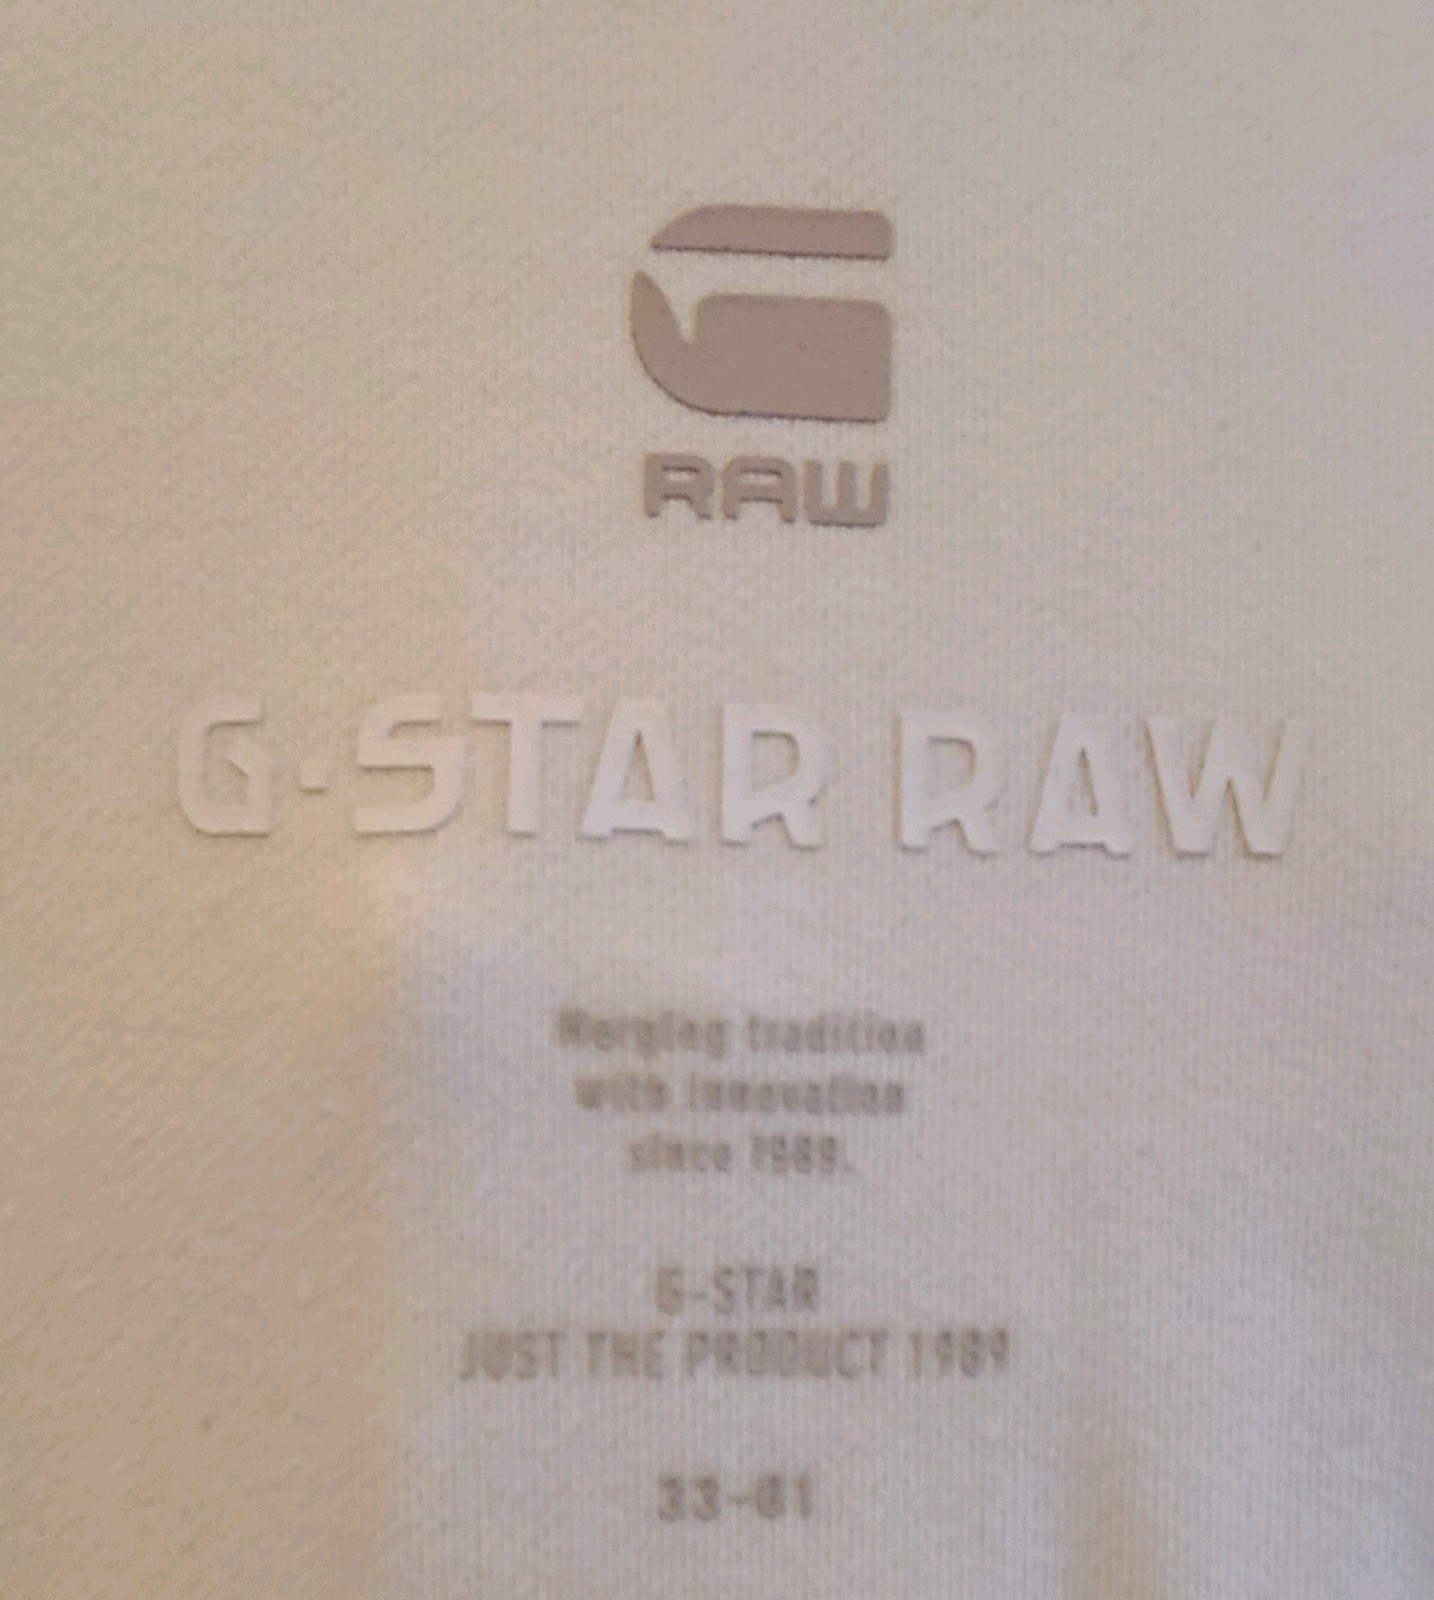 RAW
G-STAR RAW
Merging tradition
with innovation
since 1989.
G-STAR
JUST THE PRODUCT 1989
33-01